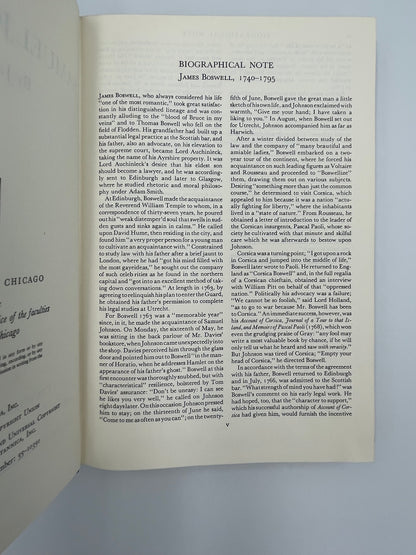 CHICAGO
ce of the faculties
hicago
BIOGRAPHICAL NOTE
JAMES BOSWELL, 1740-1795
JAMES BOSWELL, who always considered his life
"one of the most romantic," took great satisfac-
tion in his distinguished lineage and was con-
stantly alluding to the "blood of Bruce in my
veins" and to Thomas Boswell who fell on the
field of Flodden. His grandfather had built up a
substantial legal practice at the Scottish bar, and
his father, also an advocate, on his elevation to
the supreme court, became Lord Auchinleck,
taking the name of his Ayrshire property. It was
Lord Auchinleck's desire that his eldest son
should become a lawyer, and he was according-
ly sent to Edinburgh and later to Glasgow,
where he studied rhetoric and moral philoso-
phy under Adam Smith.
At Edinburgh, Boswell made the acquaintance
of the Reverend William Temple to whom, in a
correspondence of thirty-seven years, he poured
out the "weak distemper'd soul that swells in sud-
den gusts and sinks again in calms." He called
upon David Hume, then residing in the city, and
found him "a very proper person for a young man
to cultivate an acquaintance with." Constrained
to study law with his father after a brief jaunt to
London, where he had "got his mind filled with
the most gay ideas," he sought out the company
of such celebrities as could be found in the northern
capital and "got into an excellent method of tak-
ing down conversations." At length in 1763, by
agreeing to relinquish his plan to enter the Guard,
he obtained his father's permission to complete
his legal studies at Utrecht.
For Boswell 1763 was a "memorable year"
since, in it, he made the acquaintance of Samuel
Johnson. On Monday, the sixteenth of May, he
was sitting in the back parlour of Mr. Davies'
bookstore, when Johnson came unexpectedly into
the shop. Davies perceived him through the glass
door and pointed him out to Boswell "in the man-
ner of Horatio, when he addresses Hamlet on the
appearance of his father's ghost." Boswell at this
first encounter was thoroughly snubbed, but with
"characteristical" resilience, bolstered by Tom
Davies' assurance: "Don't be uneasy: I can see
he likes you very well," he called on Johnson
eight days later. On this occasion Johnson pressed
him to stay; on the thirteenth of June he said,
"Come to me as often as you can"; on the twenty-
fifth of June, Boswell gave the great man a little
sketch of his own life, and Johnson exclaimed with
warmth, "Give me your hand; I have taken a
liking to you." In August, when Boswell set out
for Utrecht, Johnson accompanied him as far as
Harwich.
After a winter divided between the study of
the law and the company of "many beautiful and
amiable ladies," Boswell embarked on a two-
year tour of the continent, where he forced his
acquaintance on such leading figures as Voltaire
and Rousseau and proceeded to "Boswellize"
them, drawing them out on various subjects.
Desiring "something more than just the common
course," he determined to visit Corsica, which
appealed to him because it was a nation "actu-
ally fighting for liberty," where the inhabitants
lived in a "state of nature." From Rousseau, he
obtained a letter of introduction to the leader of
the Corsican insurgents, Pascal Paoli, whose so-
ciety he cultivated with that minute and skilful
care which he was afterwards to bestow upon
Johnson.
Corsica was a turning point; "I got upon a rock
in Corsica and jumped into the middle of life,"
Boswell later wrote to Paoli. He returned to Eng-
land as "Corsica Boswell" and, in the full regalia
of a Corsican chieftain, obtained an interview
with William Pitt on behalf of that "oppressed
nation." Politically his advocacy was a failure;
"We cannot be so foolish," said Lord Holland,
"as to go to war because Mr. Boswell has been
to Corsica." An immediate success, however, was
his Account of Corsica, Journal of a Tour to that Is-
land, and Memoirs of Pascal Paoli (1768), which won
even the grudging praise of Gray: "any fool may
write a most valuable book by chance, if he will
only tell us what he heard and saw with veracity."
But Johnson was tired of Corsica; "Empty your
head of Corsica," he directed Boswell.
In accordance with the terms of the agreement
with his father, Boswell returned to Edinburgh
and in July, 1766, was admitted to the Scottish
bar. "What strength of mind you have had!" was
Boswell's comment on his early legal work. He
had hoped, too, that the "character to support,"
which his successful authorship of Account of Cor-
sica had given him, would furnish the incentive
v